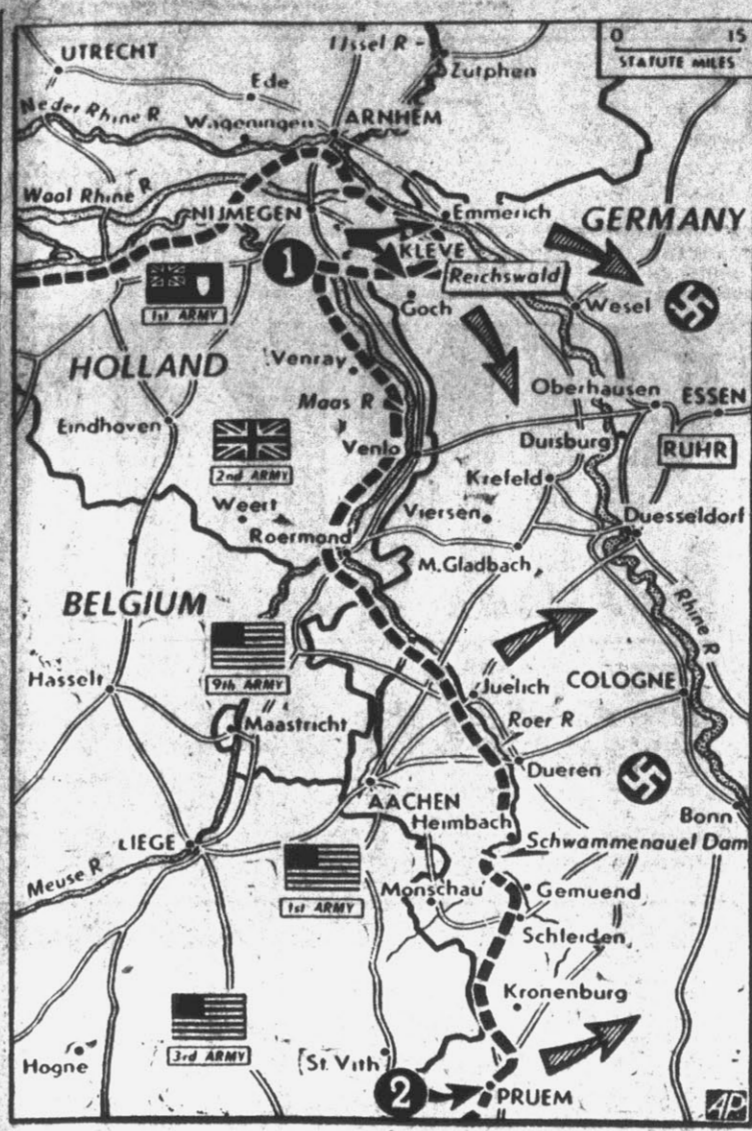 IJssel R
0 15
STATUTE MILES
UTRECHT
Zutphen
Ede
Neder Rhine R
Wageningen
ARNHEM
Waal Rhine R
NIJMEGEN
Emmerich
GERMANY
KLEVE
1
Reichswald
1st ARMY
Goch
Wesel
HOLLAND
Venray
Maas R
Oberhausen
ESSEN
Eindhoven
Venlo
Duisburg
RUHR
2nd ARMY
Krefeld
Weert
Viersen
Duesseldorf
Roermond
M.Gladbach
BELGIUM
Rhine R
9th ARMY
Hasselt
Juelich
COLOGNE
Maastricht
Roer R
Dueren
AACHEN
Bonn
Heimbach
LIEGE
Schwammenauel Dam
Meuse R
Monschau
Gemuend
1st ARMY
Schleiden
Kronenburg
3rd ARMY
Hogne
St. Vith
2
PRUEM
AP